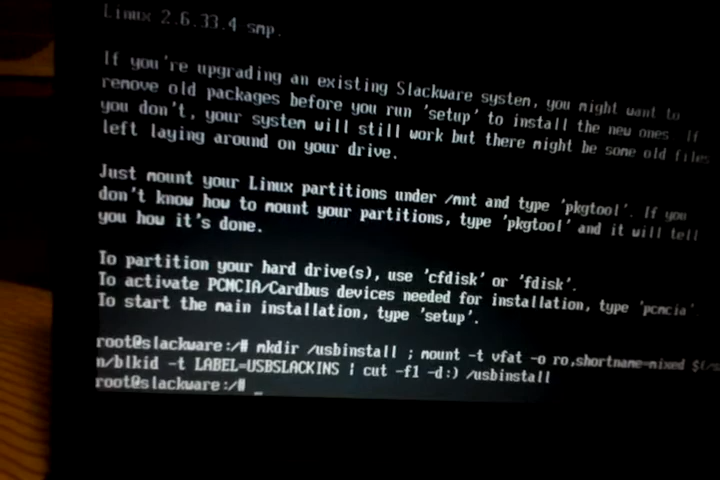 Linux 2.6.33.4 smp.
If you're upgrading an existing Slackware system, you might want to
remove old packages before you run 'setup' to install the new ones. If
you don't, your system will still work but there might be some old files
left laying around on your drive.
Just mount your Linux partitions under /mnt and type 'pkgtool'. If you
don't know how to mount your partitions, type 'pkgtool' and it will tell
you how it's done.
To partition your hard drive(s), use 'cfdisk' or 'fdisk'.
To activate PCMCIA/Cardbus devices needed for installation, type 'pcmcia'.
To start the main installation, type 'setup'.
root@slackware:/# mkdir /usbinstall ; mount -t vfat -o ro,shortname=mixed $(/s
n/blkid -t LABEL=USBSLACKINS | cut -f1 -d:) /usbinstall
root@slackware:/# _